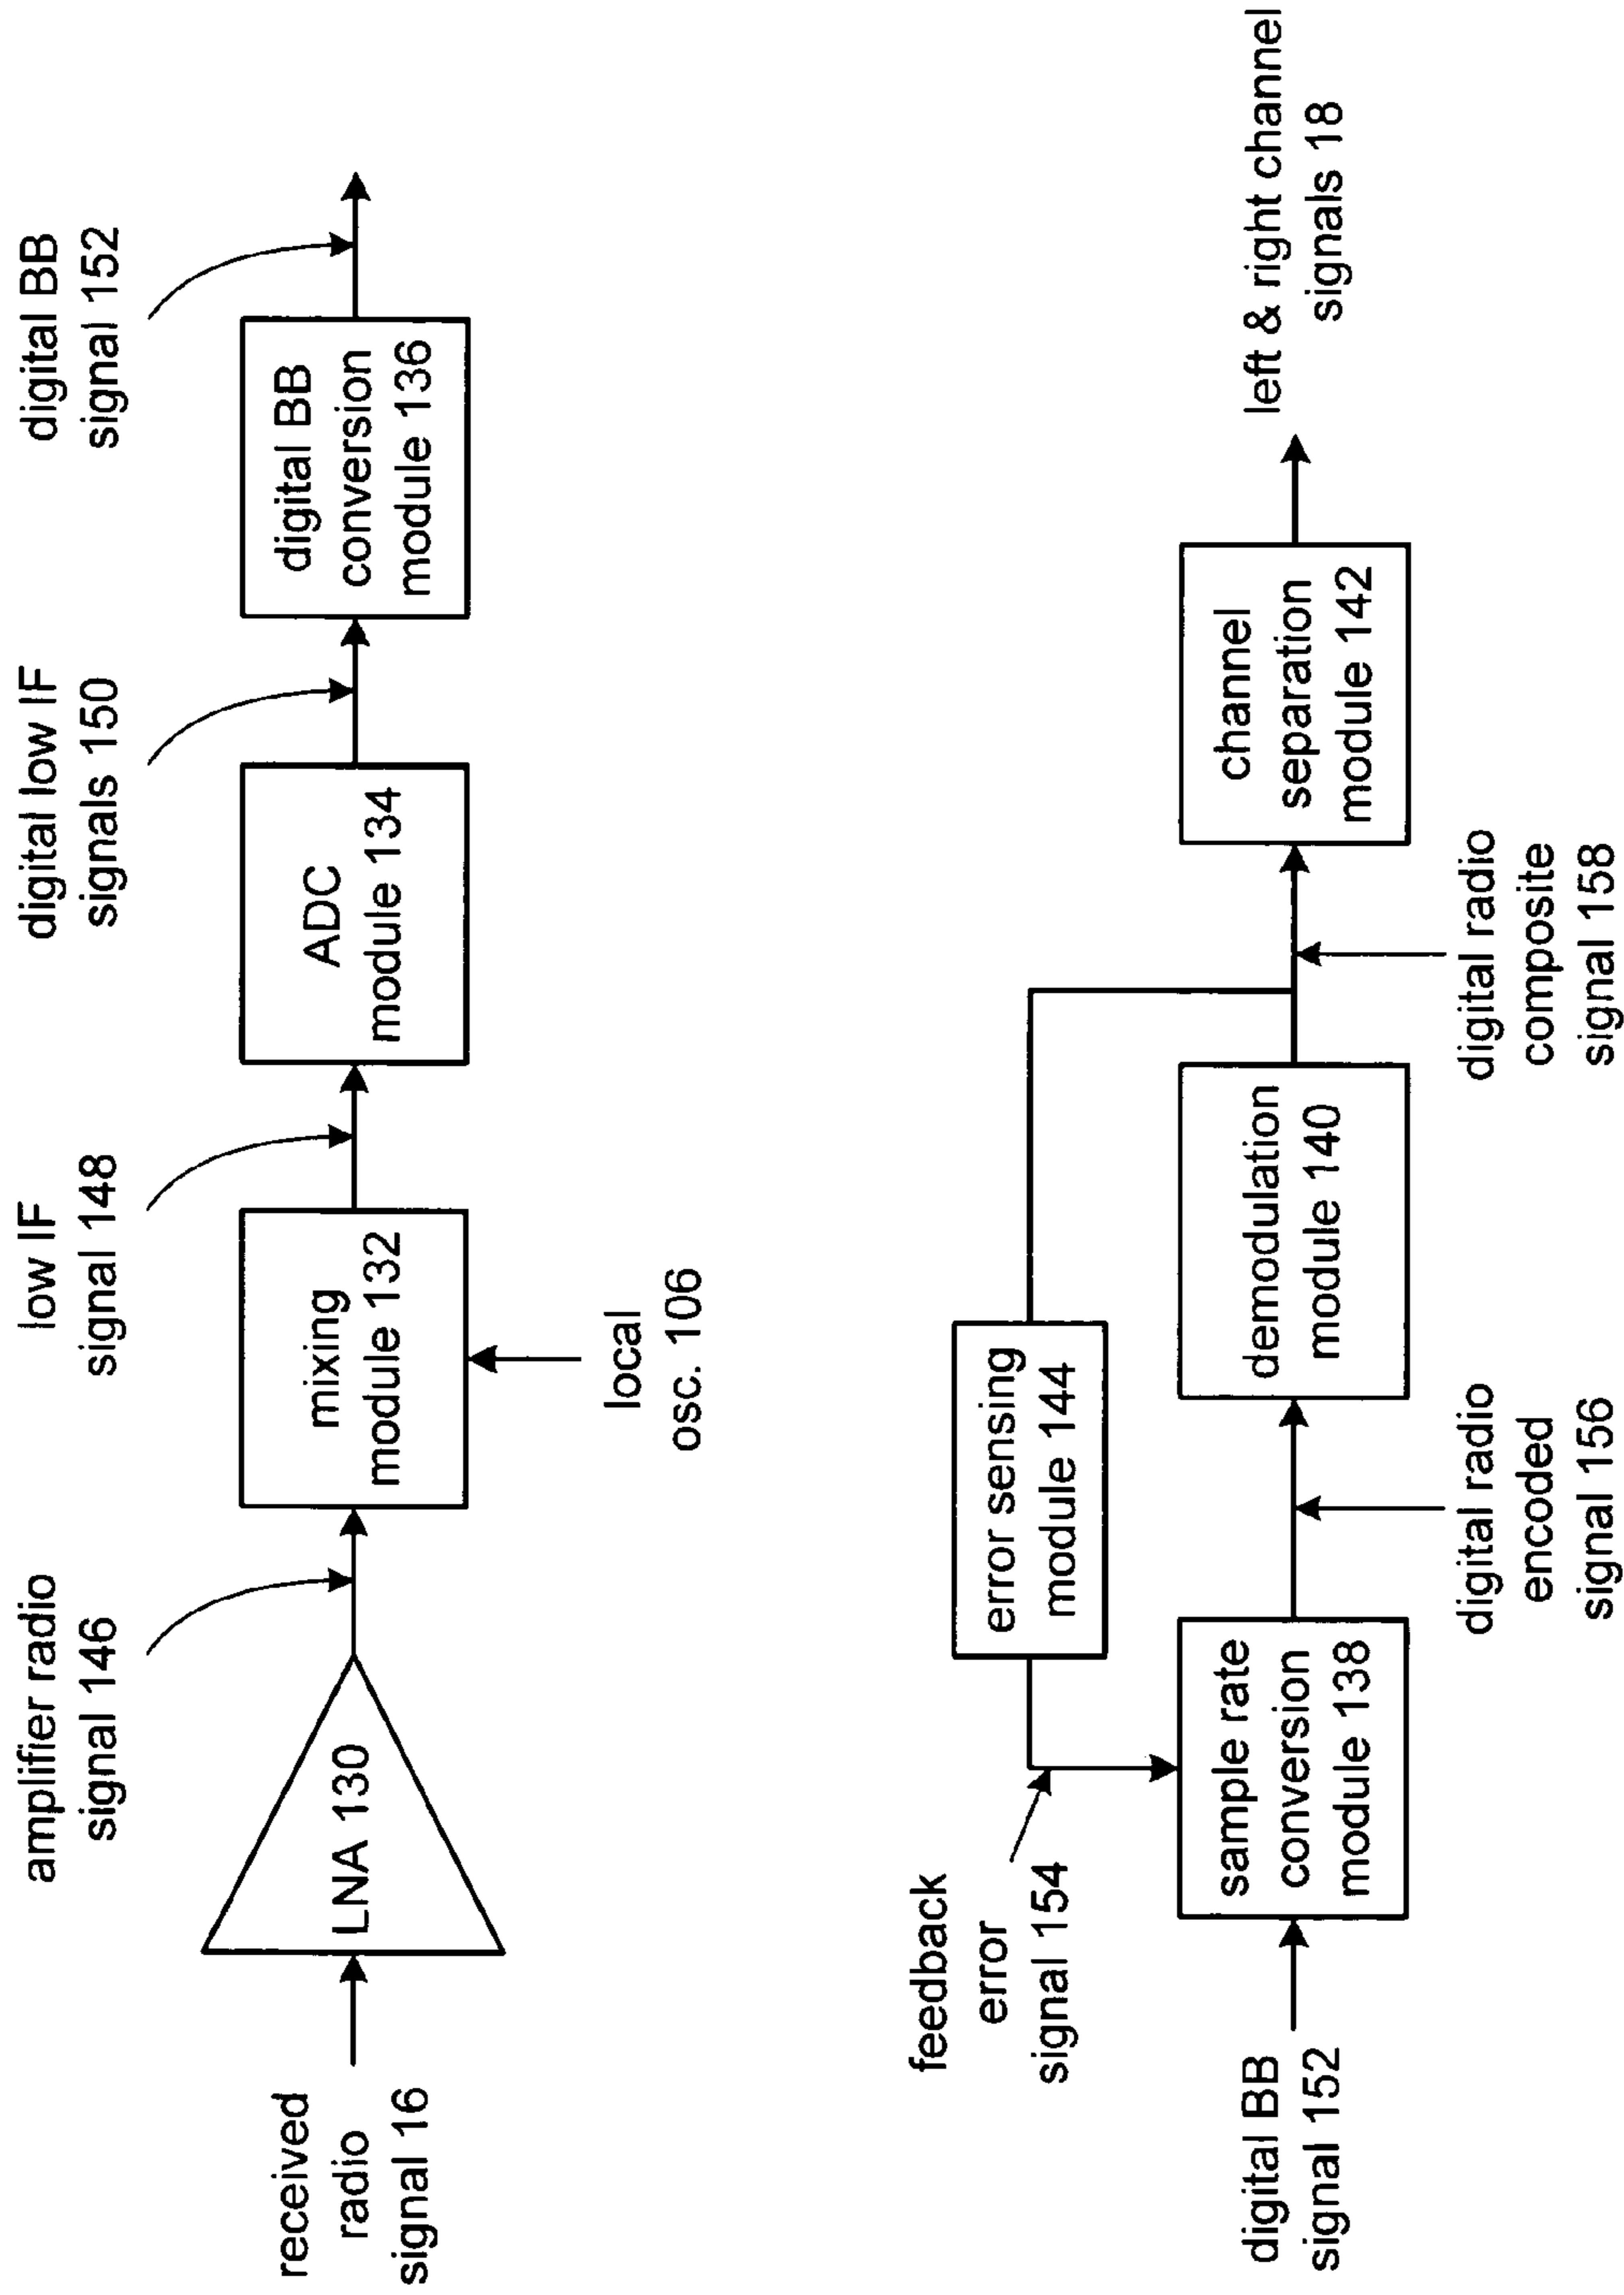 received
radio
signal 16
LNA 130
amplifier radio
signal 146
mixing
module 132
local
osc. 106
low IF
signal 148
ADC
module 134
digital low IF
signals 150
digital BB
conversion
module 136
digital BB
signal 152
digital BB
signal 152
feedback
error
signal 154
sample rate
conversion
module 138
error sensing
module 144
digital radio
encoded
signal 156
demodulation
module 140
digital radio
composite
signal 158
channel
separation
module 142
left & right channel
signals 18